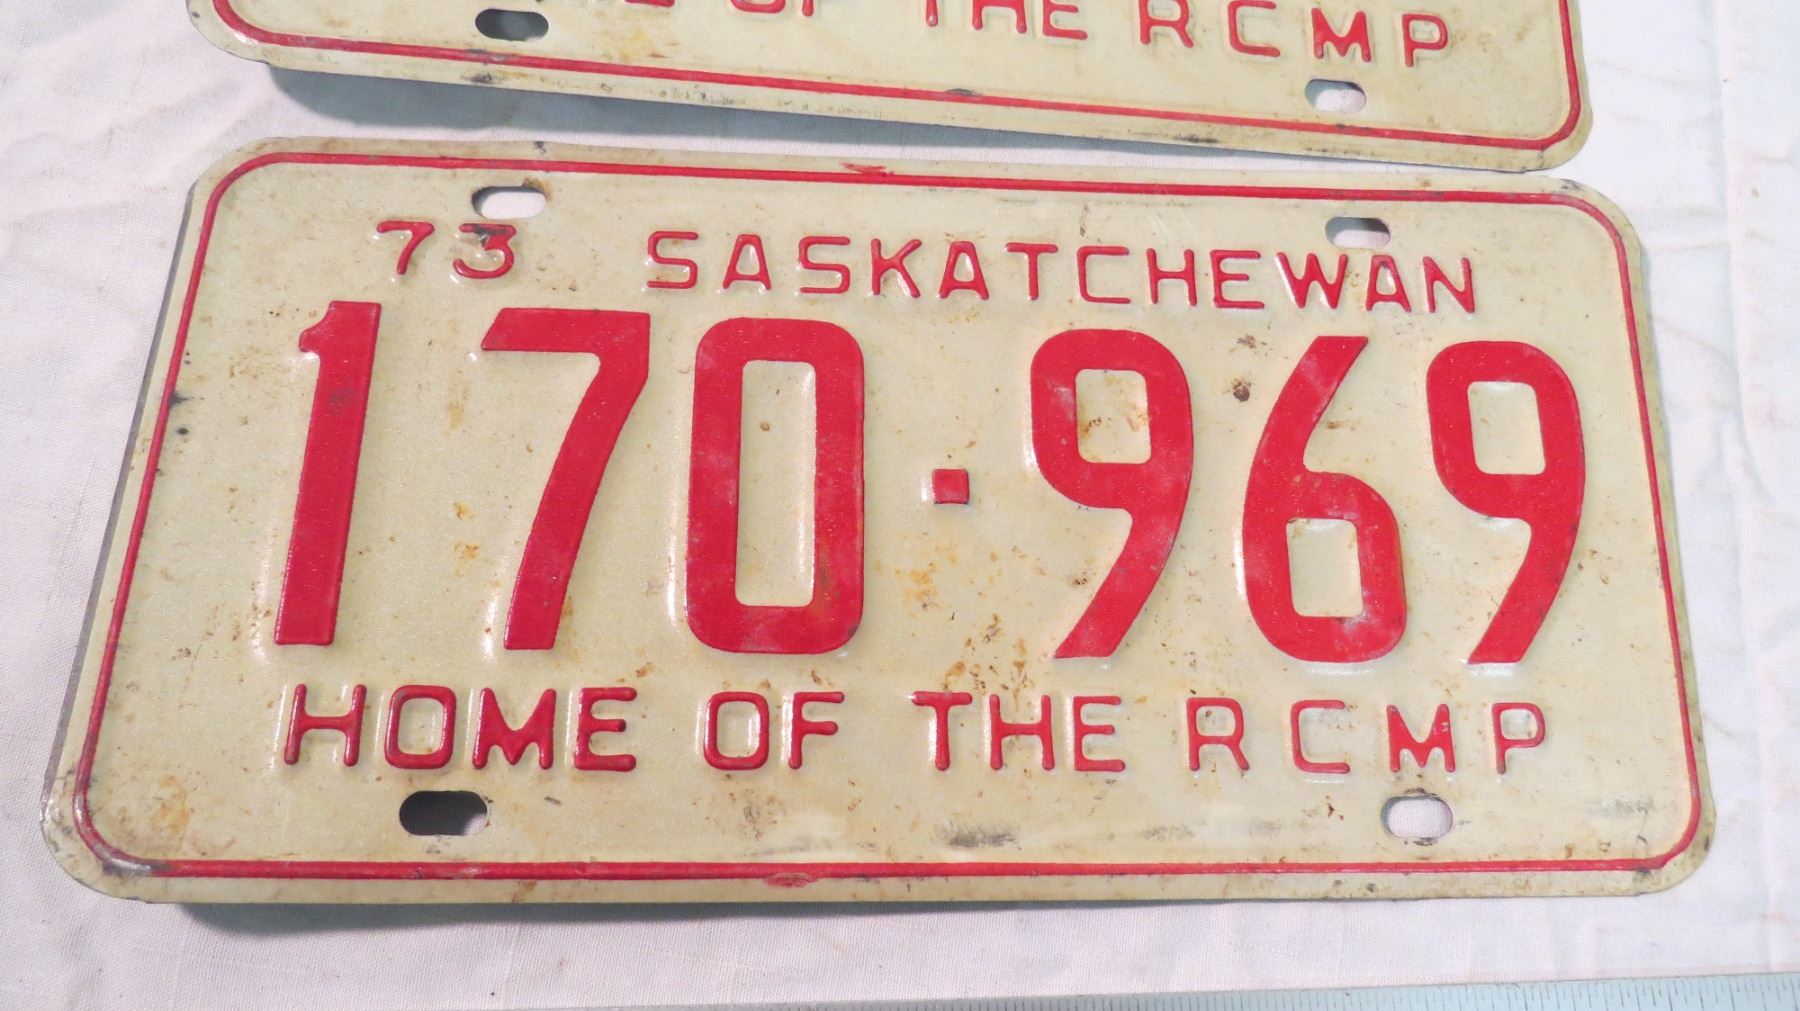 OF THE RCMP
73 SASKATCHEWAN
170·969
HOME OF THE RCMP